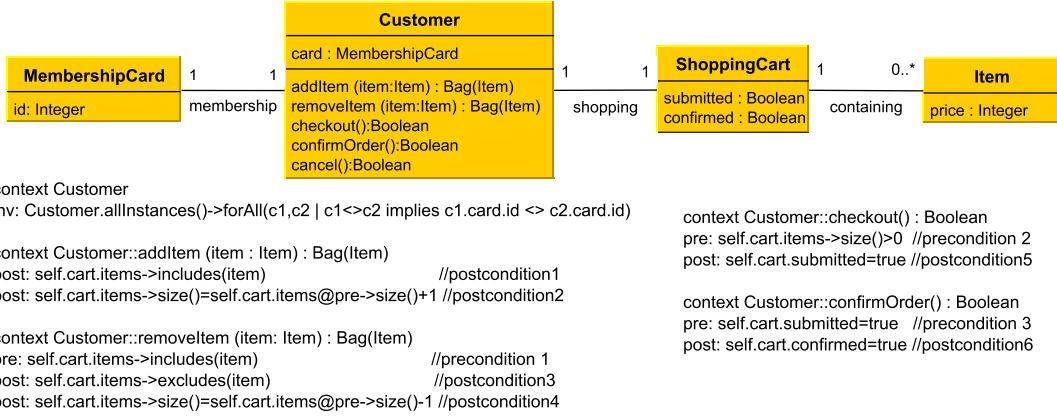 MembershipCard
id: Integer
1
1
membership
Customer
card : MembershipCard
addItem (item:Item) : Bag(Item)
removeItem (item:Item) : Bag(Item)
checkout():Boolean
confirmOrder():Boolean
cancel():Boolean
1
1
shopping
ShoppingCart
submitted : Boolean
confirmed : Boolean
1
0..*
containing
Item
price : Integer
context Customer
nv: Customer.allInstances()->forAll(c1,c2 | c1<>c2 implies c1.card.id <> c2.card.id)
context Customer::addItem (item : Item) : Bag(Item)
post: self.cart.items->includes(item) //postcondition1
post: self.cart.items->size()=self.cart.items@pre->size()+1 //postcondition2
context Customer::removeItem (item: Item) : Bag(Item)
pre: self.cart.items->includes(item) //precondition 1
post: self.cart.items->excludes(item) //postcondition3
post: self.cart.items->size()=self.cart.items@pre->size()-1 //postcondition4
context Customer::checkout() : Boolean
pre: self.cart.items->size()>0 //precondition 2
post: self.cart.submitted=true //postcondition5
context Customer::confirmOrder() : Boolean
pre: self.cart.submitted=true //precondition 3
post: self.cart.confirmed=true //postcondition6